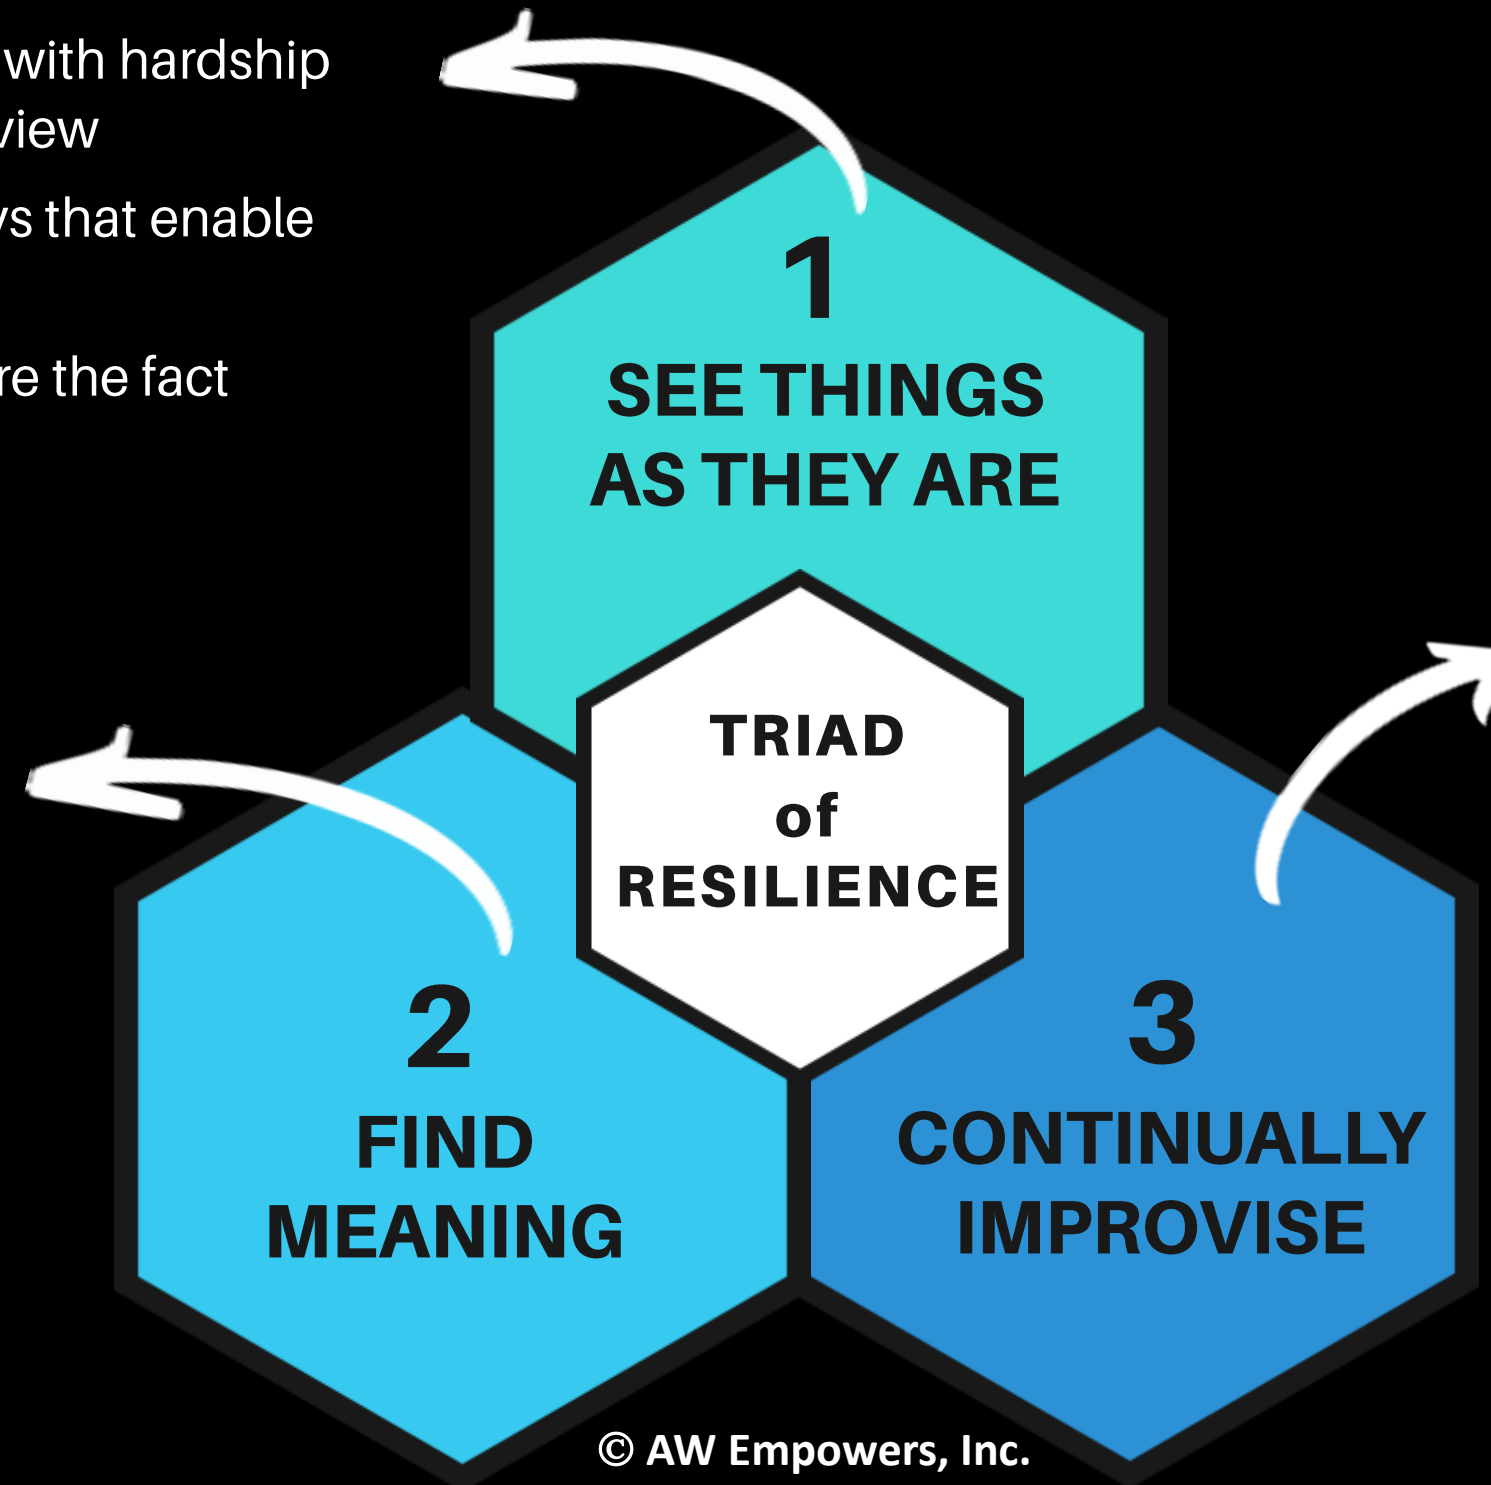 with hardship
view
ys that enable
re the fact
1
SEE THINGS
AS THEY ARE
TRIAD
of
RESILIENCE
2
FIND
MEANING
3
CONTINUALLY
IMPROVISE
© AW Empowers, Inc.